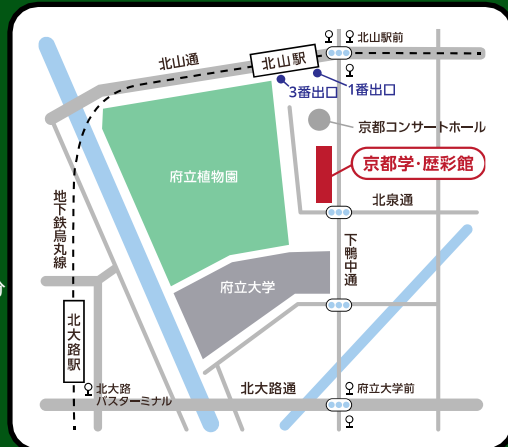 北山駅前
北山通
北山駅
3番出口
1番出口
京都コンサートホール
京都学・歴彩館
府立植物園
北泉通
地下鉄烏丸線
下鴨中通
府立大学
北大路駅
北大路
バスターミナル
北大路通
府立大学前
分